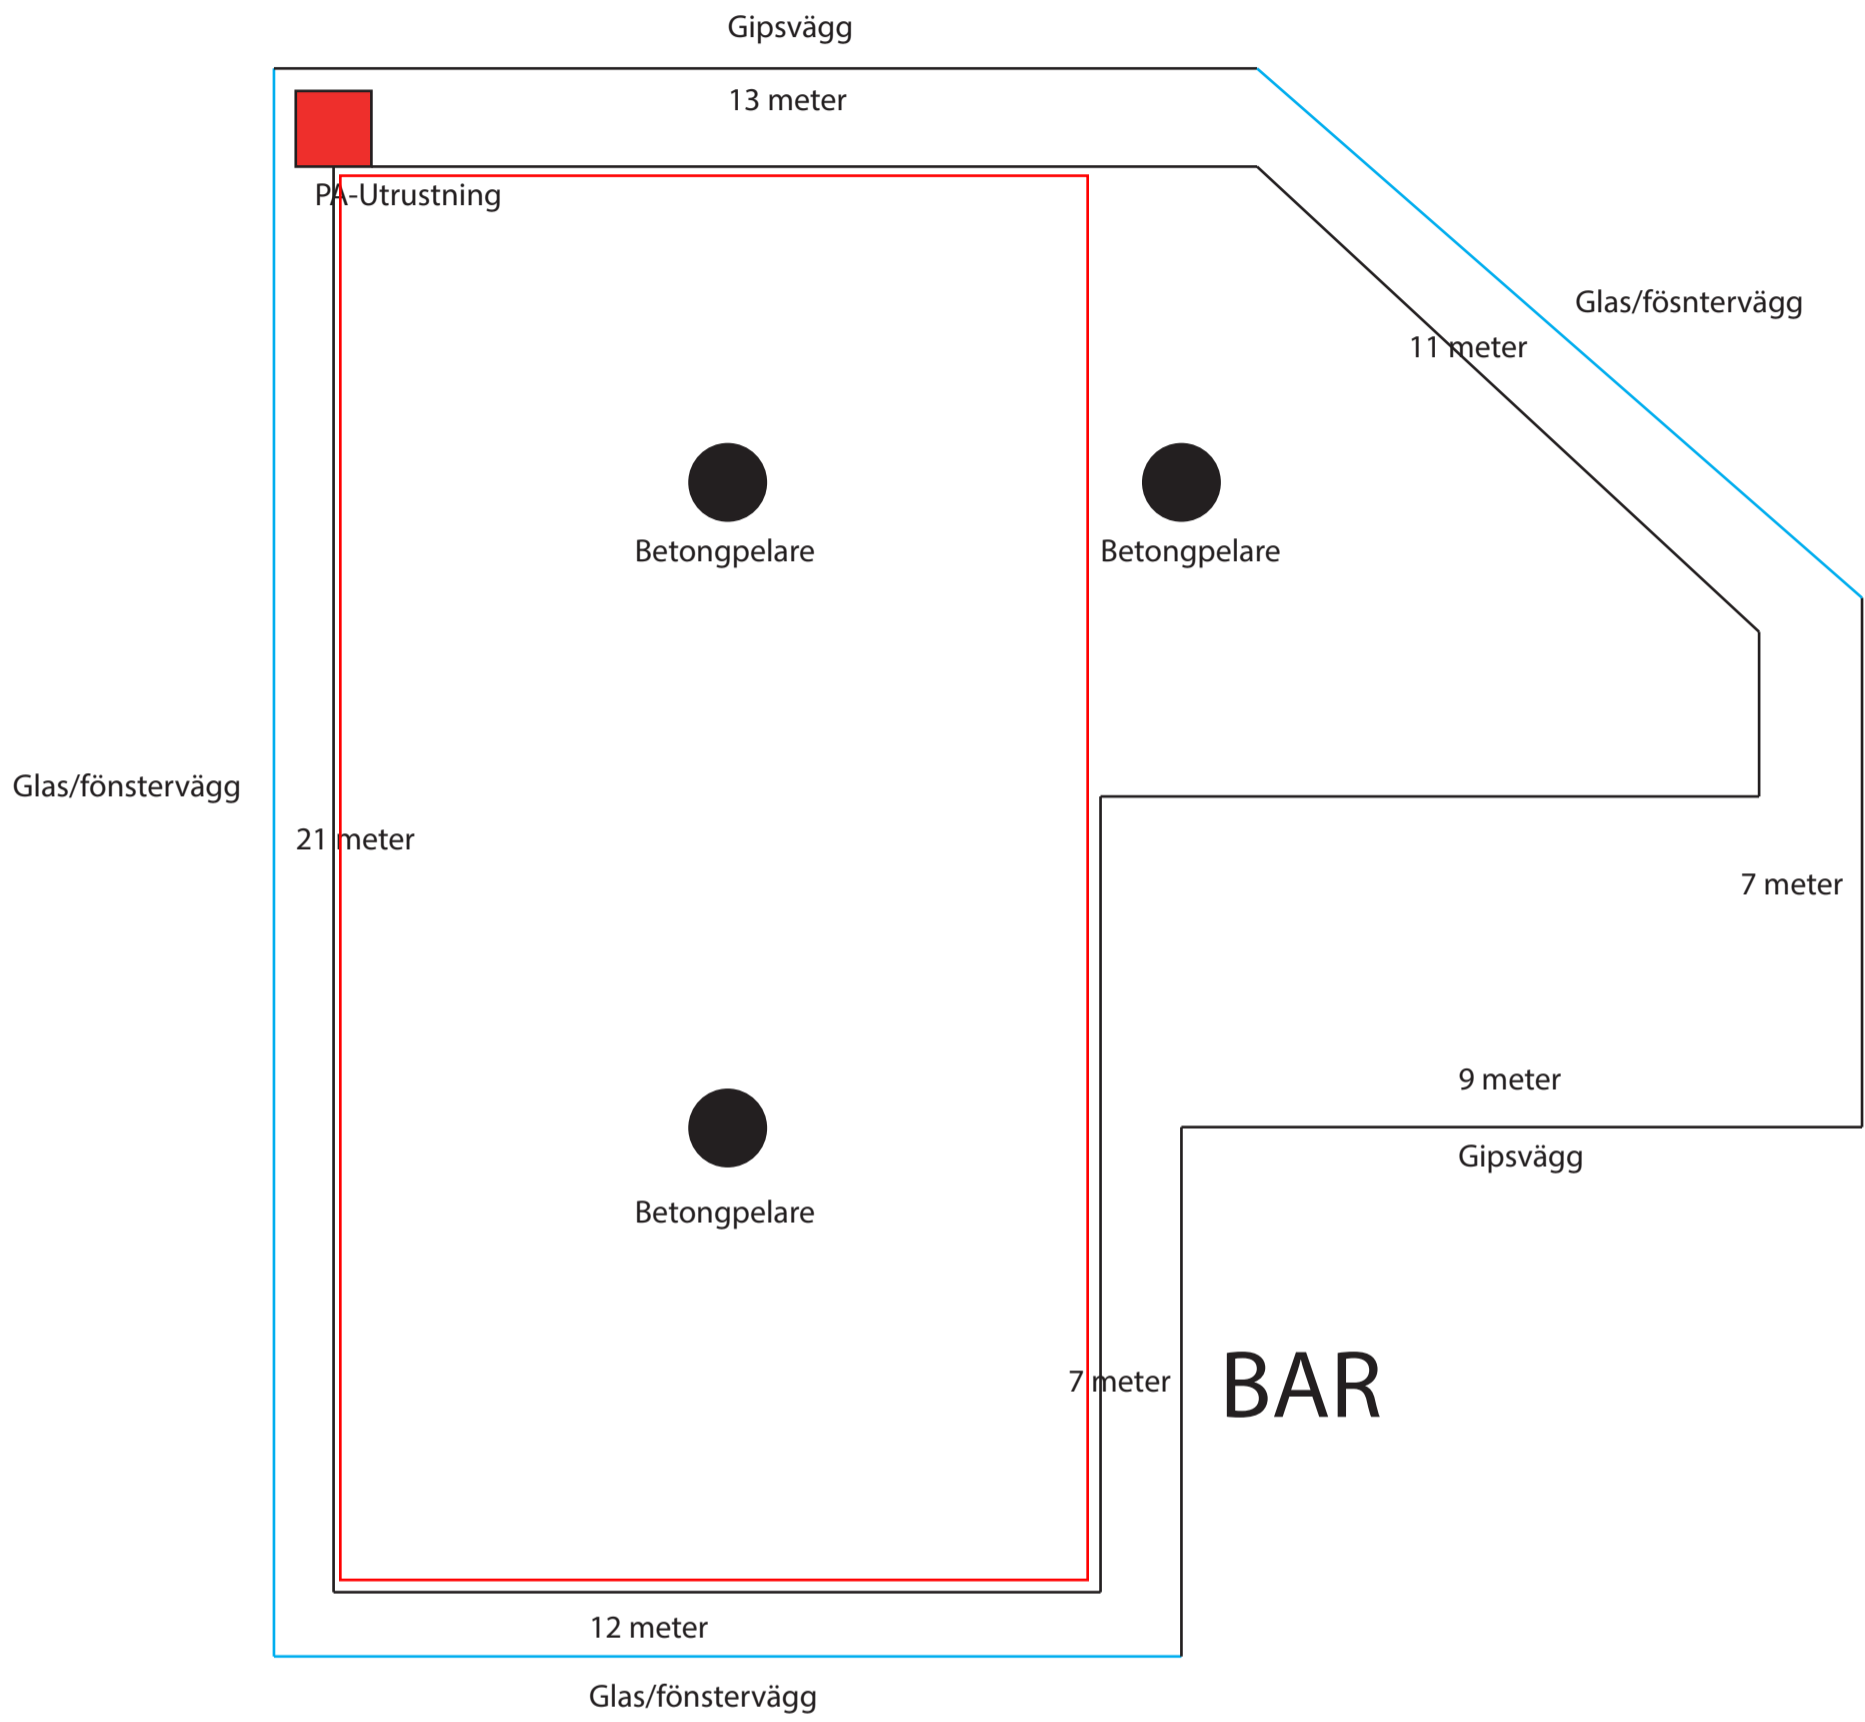 Gipsvägg
13 meter
PA-Utrustning
Glas/fösntervägg
11 meter
Betongpelare
Betongpelare
Glas/fönstervägg
21 meter
7 meter
9 meter
Gipsvägg
Betongpelare
7 meter
BAR
12 meter
Glas/fönstervägg